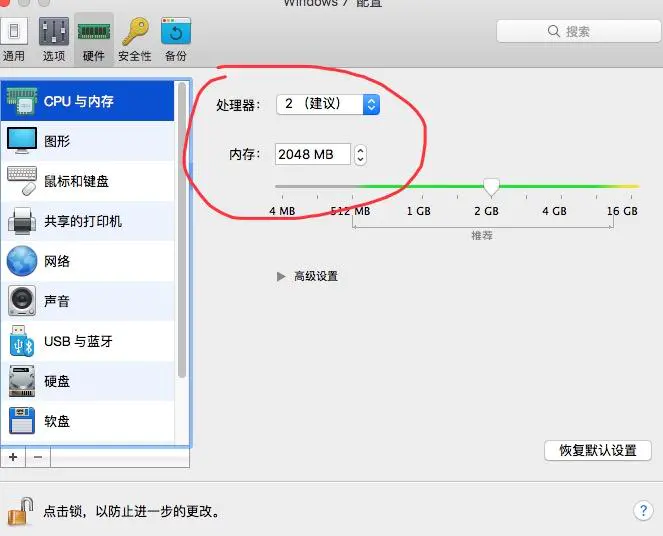 Windows 7 配置
通用
选项
硬件
安全性
备份
搜索
CPU 与内存
图形
鼠标和键盘
共享的打印机
网络
声音
USB 与蓝牙
硬盘
软盘
+ −
处理器： 2 （建议）
内存： 2048 MB
4 MB 512 MB 1 GB 2 GB 4 GB 16 GB
推荐
高级设置
恢复默认设置
点击锁，以防止进一步的更改。
?